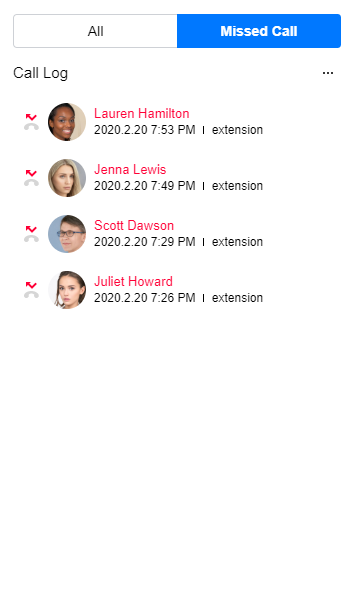 All
Missed Call
Call Log
...
Lauren Hamilton
2020.2.20 7:53 PM I extension
Jenna Lewis
2020.2.20 7:49 PM I extension
Scott Dawson
2020.2.20 7:29 PM I extension
Juliet Howard
2020.2.20 7:26 PM I extension